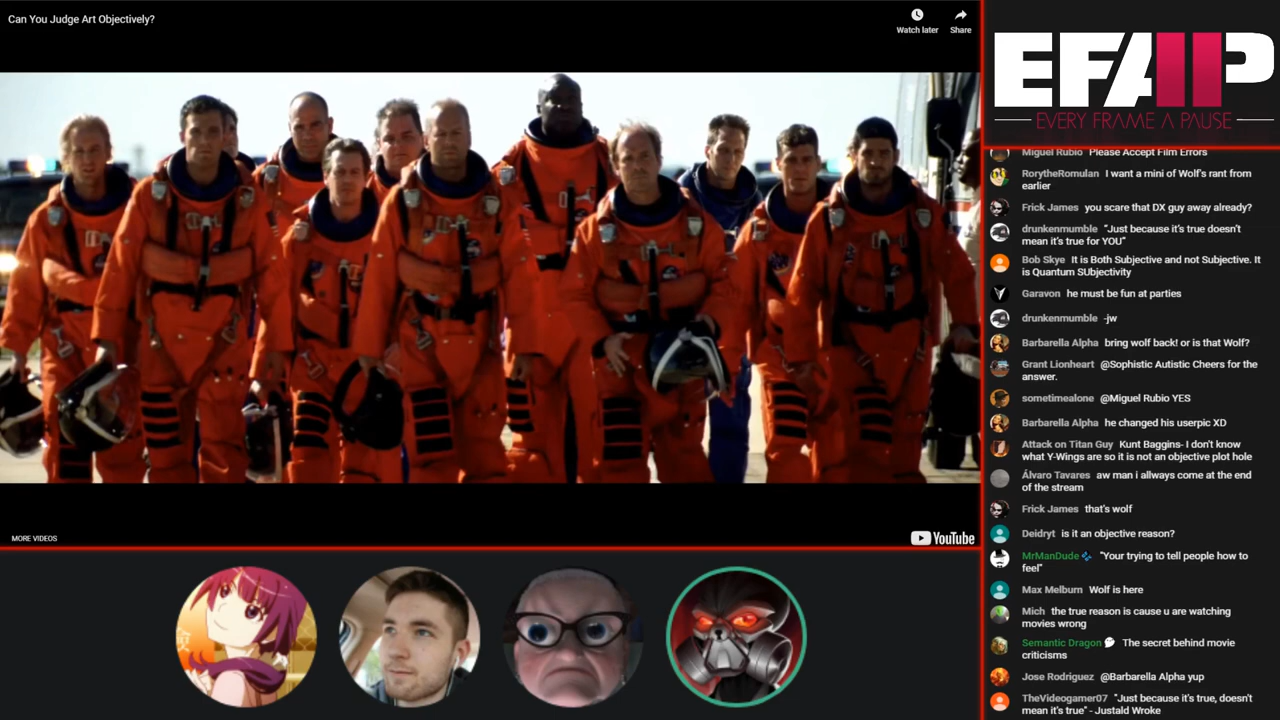 Can You Judge Art Objectively?
Watch later
Share
MORE VIDEOS
YouTube
EFAP
EVERY FRAME A PAUSE
Miguel Rubio Please Accept Film Errors
RorytheRomulan I want a mini of Wolf's rant from
earlier
Frick James you scare that DX guy away already?
drunkenmumble "Just because it's true doesn't
mean it's true for YOU"
Bob Skye It is Both Subjective and not Subjective. It
is Quantum SUbjectivity
Garavon he must be fun at parties
drunkenmumble -jw
Barbarella Alpha bring wolf back! or is that Wolf?
Grant Lionheart @Sophistic Autistic Cheers for the
answer.
sometimealone @Miguel Rubio YES
Barbarella Alpha he changed his userpic XD
Attack on Titan Guy Kunt Baggins- I don't know
what Y-Wings are so it is not an objective plot hole
Álvaro Tavares aw man i allways come at the end
of the stream
Frick James that's wolf
Deidryt is it an objective reason?
MrManDude "Your trying to tell people how to
feel"
Max Melburn Wolf is here
Mich the true reason is cause u are watching
movies wrong
Semantic Dragon The secret behind movie
criticisms
Jose Rodriguez @Barbarella Alpha yup
TheVideogamer07 "Just because it's true, doesn't
mean it's true" - Justald Wroke